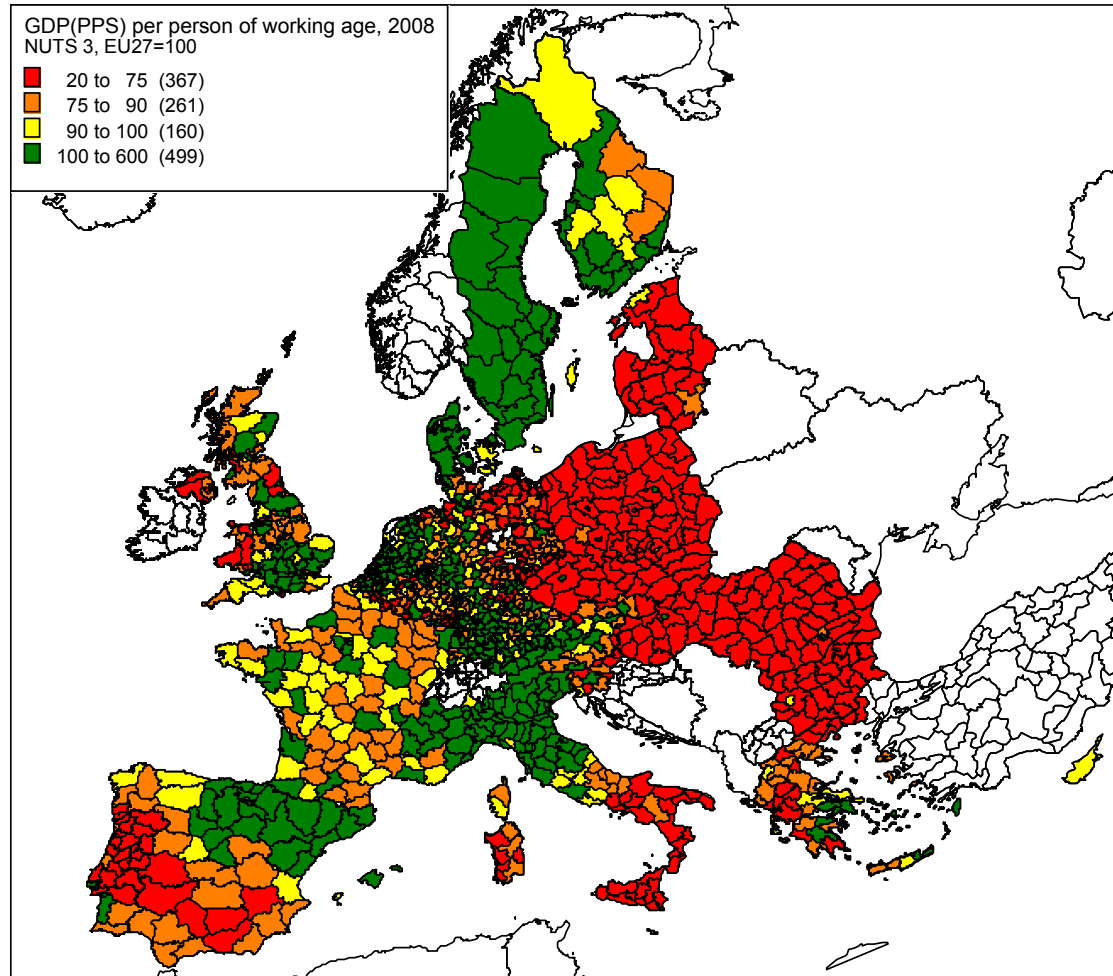 GDP(PPS) per person of working age, 2008
NUTS 3, EU27=100
20 to 75 (367)
75 to 90 (261)
90 to 100 (160)
100 to 600 (499)